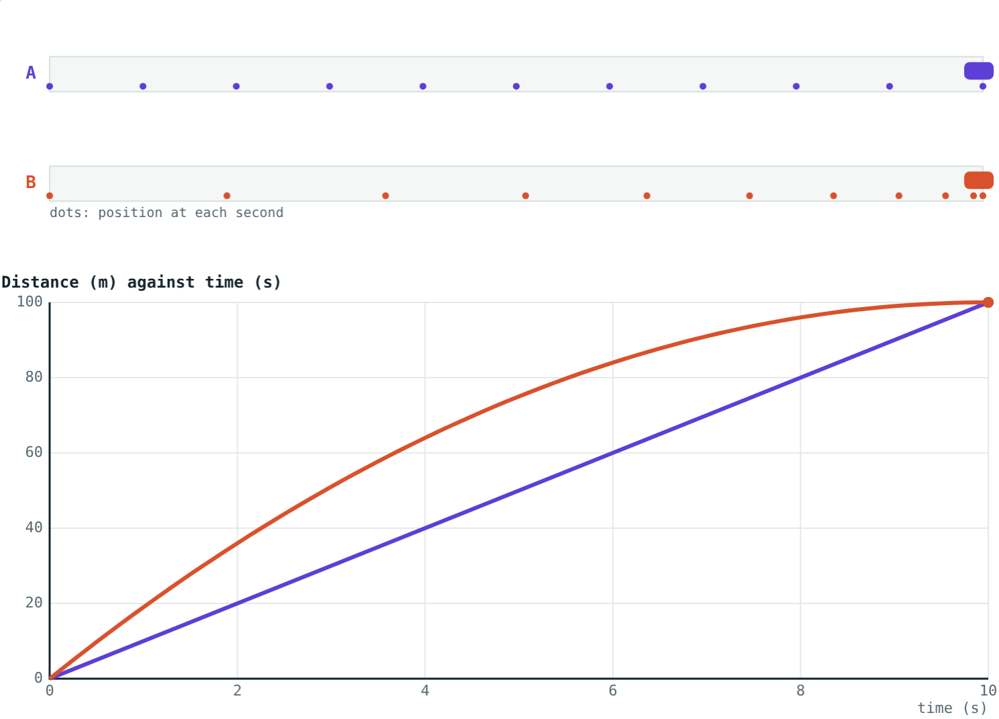 A
B
dots: position at each second
Distance (m) against time (s)
100
80
60
40
20
0
0 2 4 6 8 10
time (s)